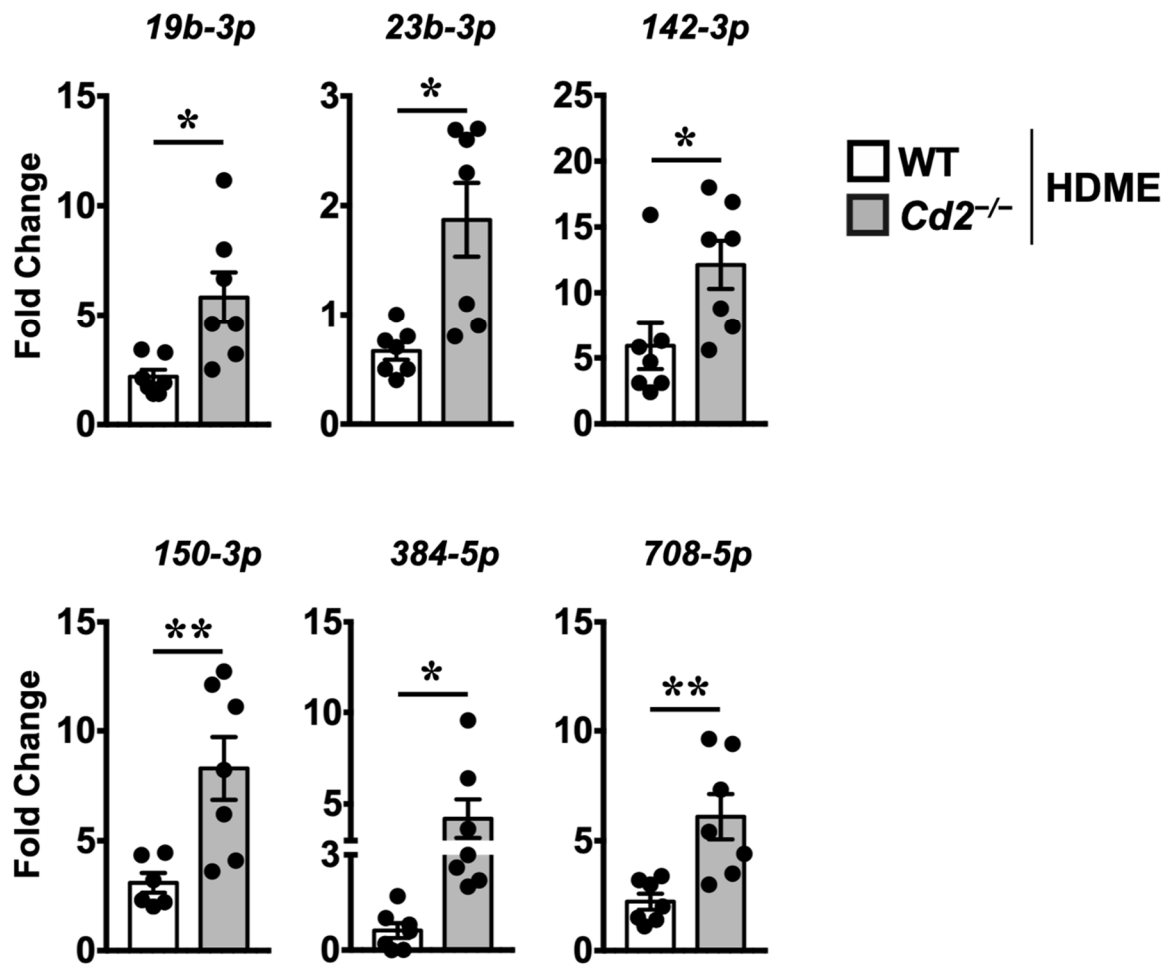 19b-3p 23b-3p 142-3p
15 3 25
* * *
20
WT
Cd2–/–
HDME
10 2 15
10
5 1
5
0 0 0
Fold Change
150-3p 384-5p 708-5p
15 15 15
** * **
10 10 10
5 5 5
3
0 0 0
Fold Change